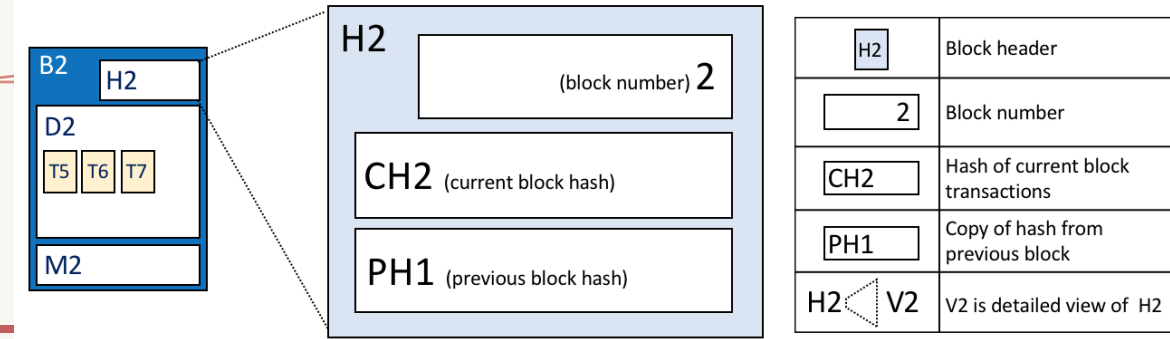 B2
H2
D2
T5 T6 T7
M2
H2
(block number) 2
CH2 (current block hash)
PH1 (previous block hash)
H2 Block header
2 Block number
CH2 Hash of current block
transactions
PH1 Copy of hash from
previous block
H2 V2 V2 is detailed view of H2